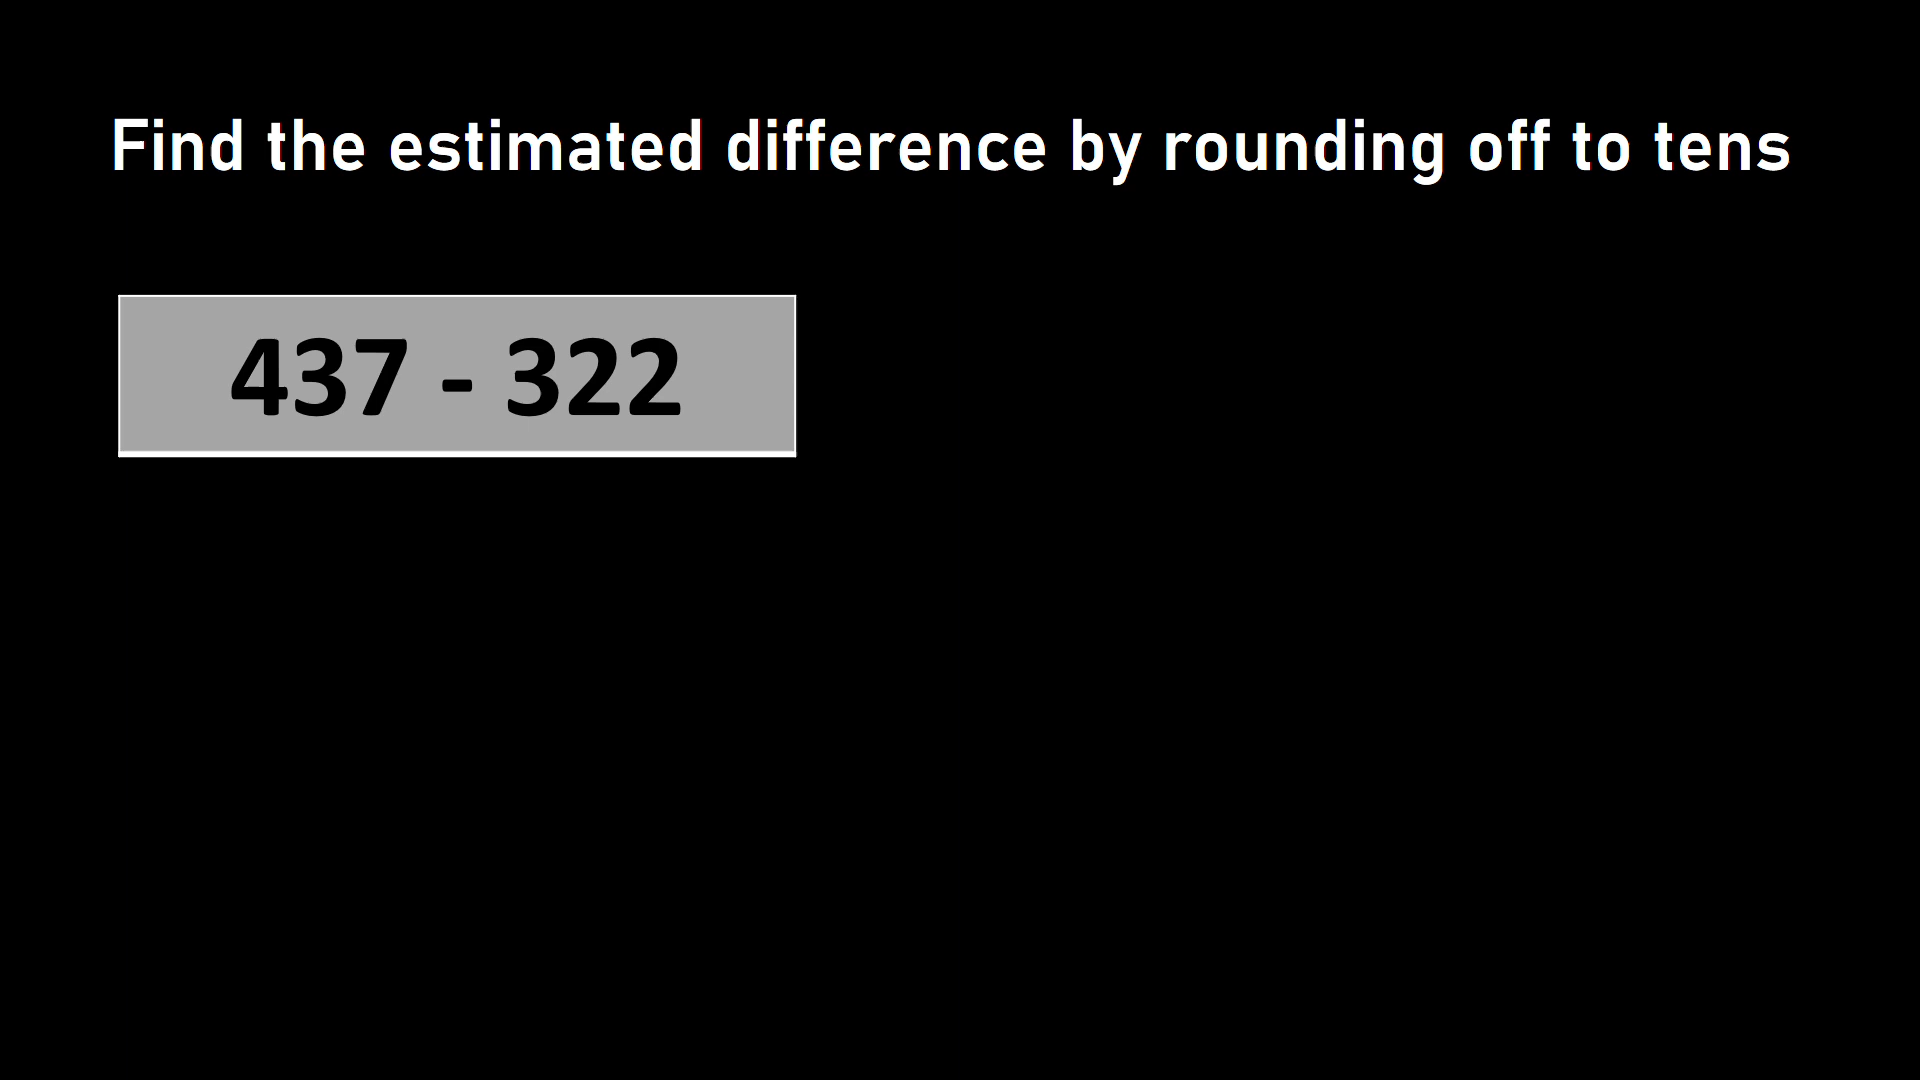 Find the estimated difference by rounding off to tens
437 - 322